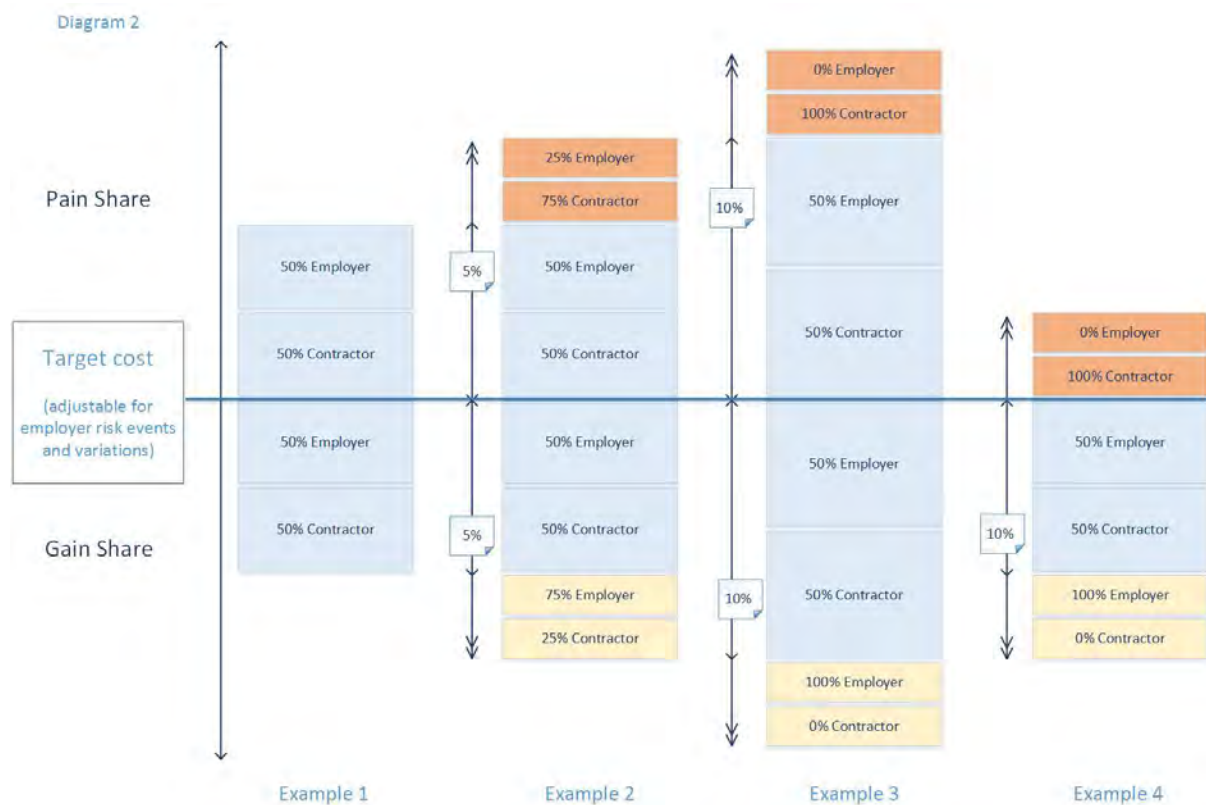 Diagram 2
Pain Share
Target cost
(adjustable for
employer risk events
and variations)
Gain Share
50% Employer
50% Contractor
50% Employer
50% Contractor
Example 1
5%
5%
25% Employer
75% Contractor
50% Employer
50% Contractor
50% Employer
50% Contractor
75% Employer
25% Contractor
Example 2
10%
10%
0% Employer
100% Contractor
50% Employer
50% Contractor
50% Employer
50% Contractor
100% Employer
0% Contractor
Example 3
10%
0% Employer
100% Contractor
50% Employer
50% Contractor
100% Employer
0% Contractor
Example 4